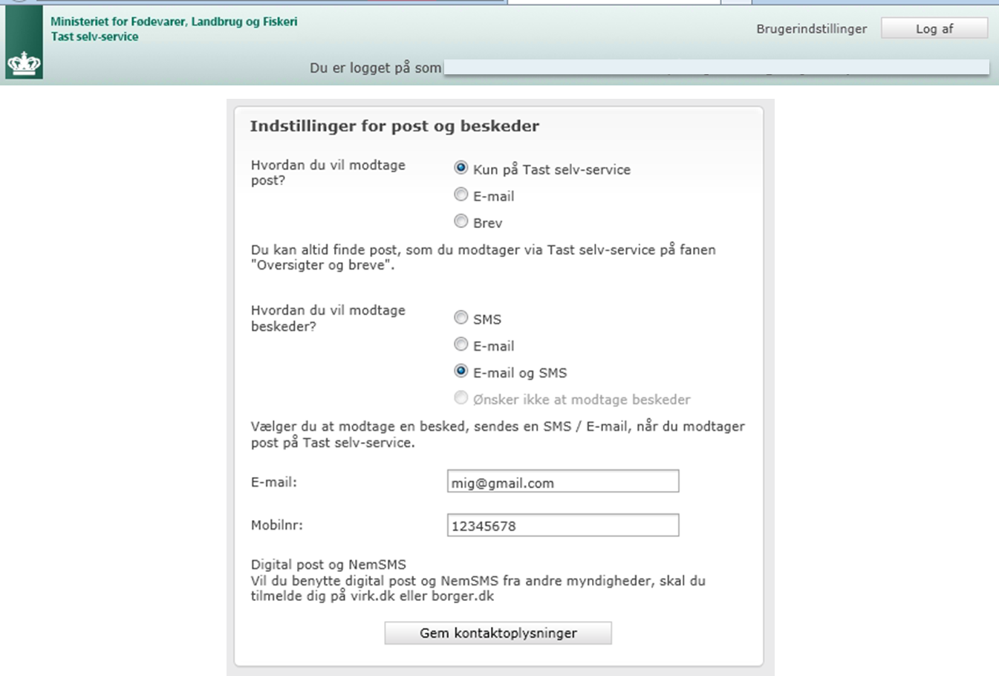 Ministeriet for Fødevarer, Landbrug og Fiskeri
Tast selv-service
Brugerindstillinger
Log af
Du er logget på som
Indstillinger for post og beskeder
Hvordan du vil modtage
post?
Kun på Tast selv-service
E-mail
Brev
Du kan altid finde post, som du modtager via Tast selv-service på fanen
"Oversigter og breve".
Hvordan du vil modtage
beskeder?
SMS
E-mail
E-mail og SMS
Ønsker ikke at modtage beskeder
Vælger du at modtage en besked, sendes en SMS / E-mail, når du modtager
post på Tast selv-service.
E-mail:
mig@gmail.com
Mobilnr:
12345678
Digital post og NemSMS
Vil du benytte digital post og NemSMS fra andre myndigheder, skal du
tilmelde dig på virk.dk eller borger.dk
Gem kontaktoplysninger